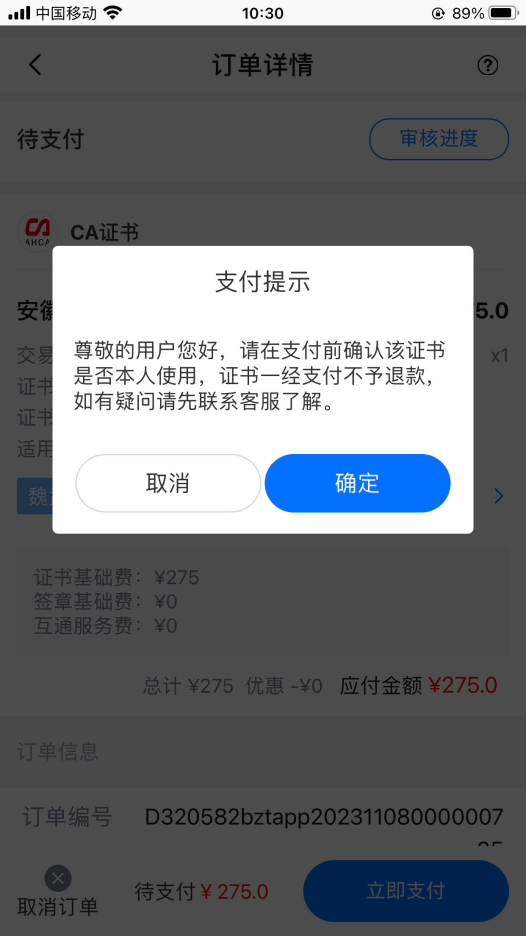 中国移动 10:30 89%
订单详情
待支付 审核进度
AHCA CA证书
支付提示
安徽 75.0
尊敬的用户您好，请在支付前确认该证书
交易 x1
是否本人使用，证书一经支付不予退款，
证书
如有疑问请先联系客服了解。
证书
适用
取消 确定
魏
证书基础费：¥275
签章基础费：¥0
互通服务费：¥0
总计 ¥275 优惠 -¥0 应付金额 ¥275.0
订单信息
订单编号 D320582bztapp202311080000007
取消订单 待支付 ¥ 275.0 立即支付